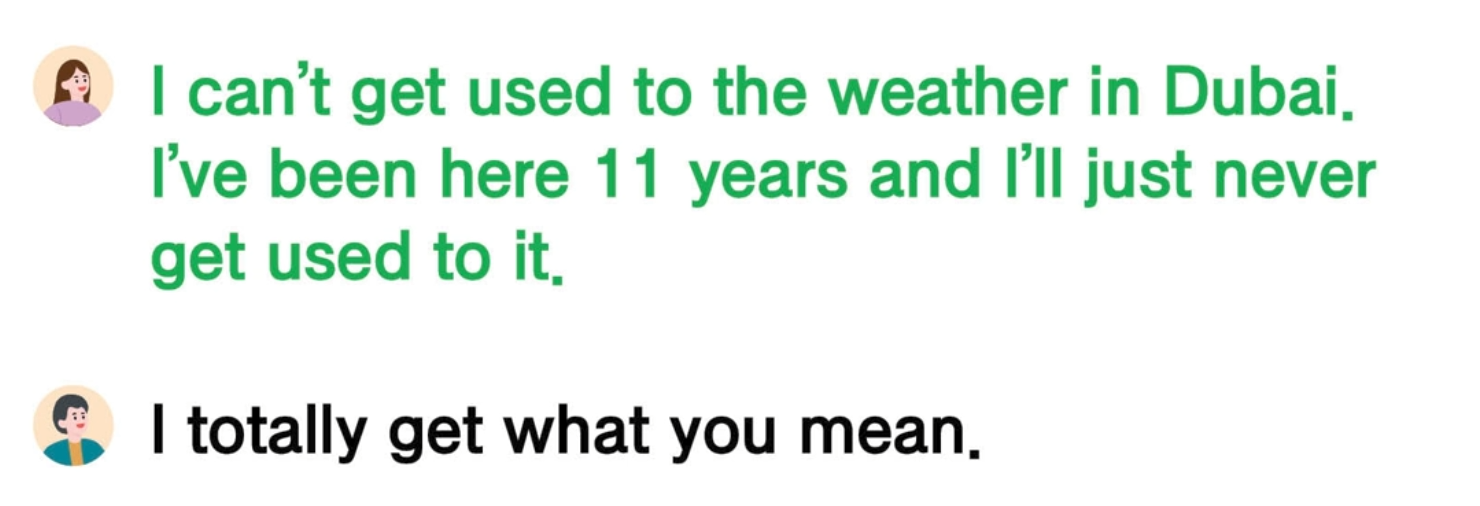 I can’t get used to the weather in Dubai.
I’ve been here 11 years and I’ll just never
get used to it.
I totally get what you mean.